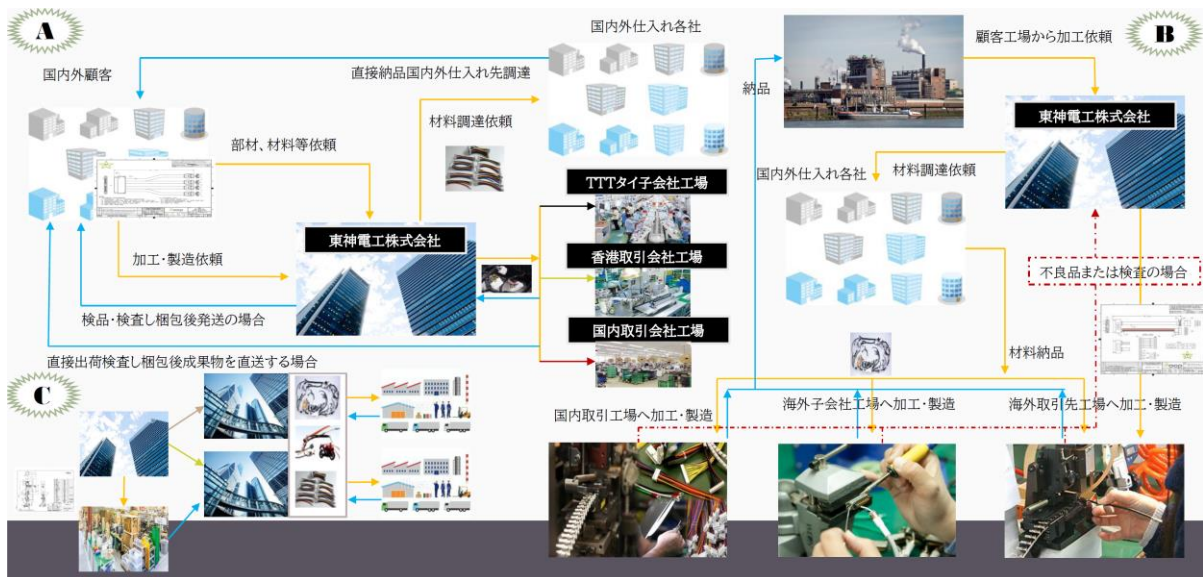 A
国内外顧客
部材、材料等依頼
加工・製造依頼
検品・検査し梱包後発送の場合
直接出荷検査し梱包後成果物を直送する場合
直接納品国内外仕入れ先調達
材料調達依頼
国内外仕入れ各社
東神電工株式会社
TTTタイ子会社工場
香港取引会社工場
国内取引会社工場
B
顧客工場から加工依頼
納品
東神電工株式会社
国内外仕入れ各社
材料調達依頼
不良品または検査の場合
材料納品
国内取引工場へ加工・製造
海外子会社工場へ加工・製造
海外取引先工場へ加工・製造
C